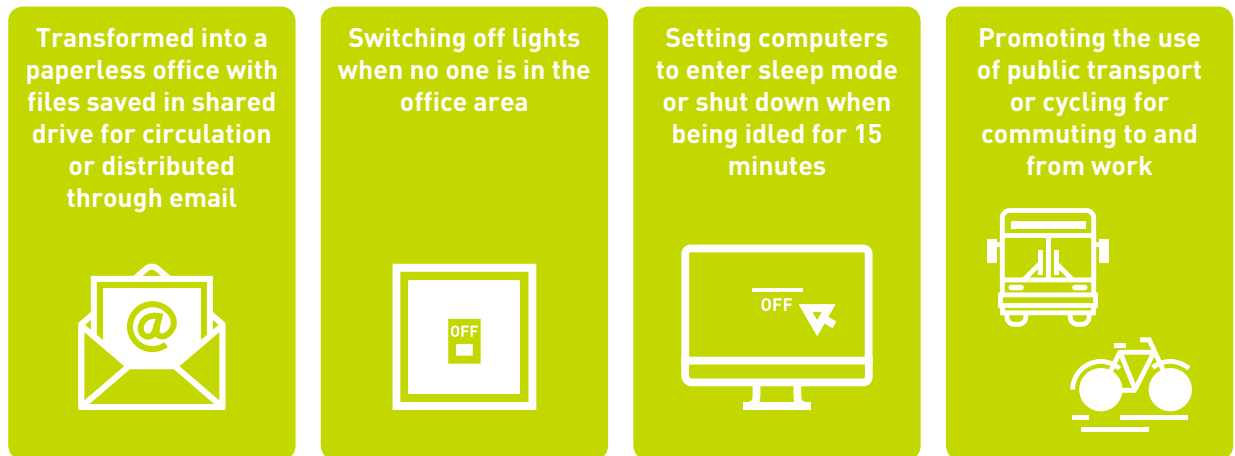 Transformed into a
paperless office with
files saved in shared
drive for circulation
or distributed
through email
@
Switching off lights
when no one is in the
office area
OFF
Setting computers
to enter sleep mode
or shut down when
being idled for 15
minutes
OFF
Promoting the use
of public transport
or cycling for
commuting to and
from work